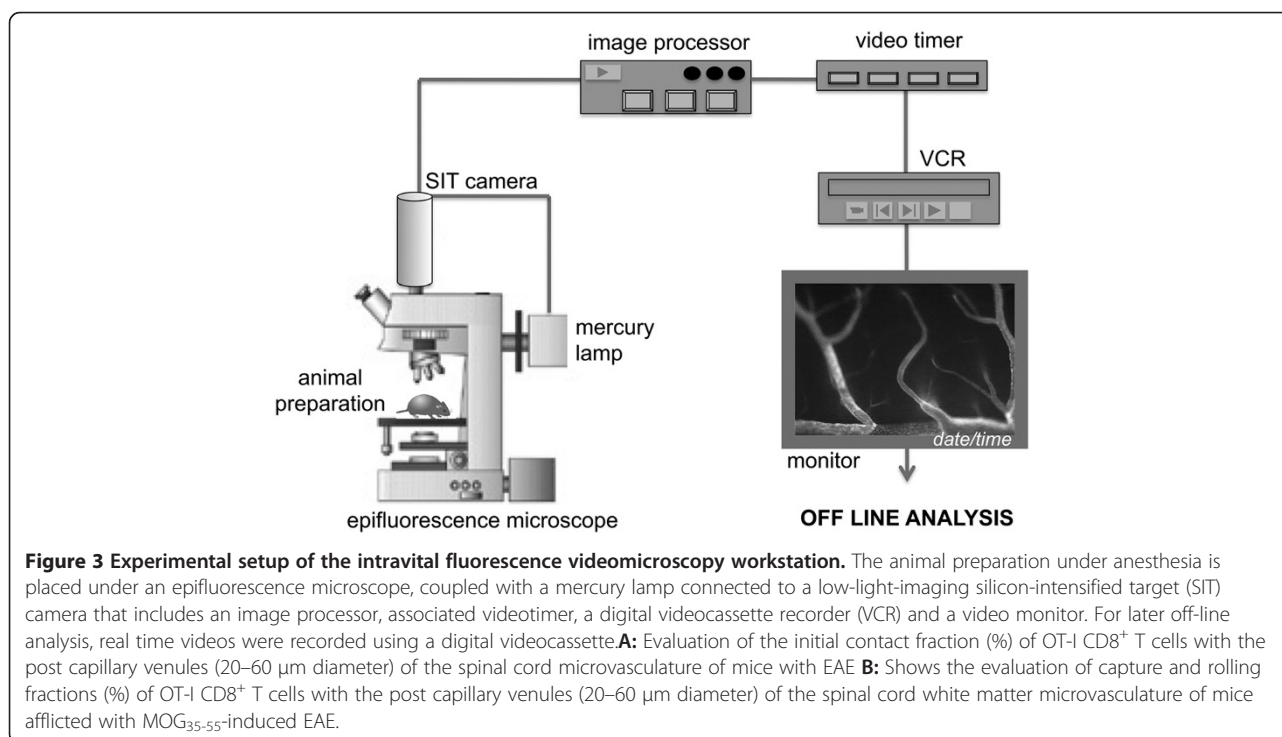 image processor
video timer
VCR
SIT camera
mercury
lamp
animal
preparation
date/time
monitor
epifluorescence microscope
OFF LINE ANALYSIS
Figure 3 Experimental setup of the intravital fluorescence videomicroscopy workstation. The animal preparation under anesthesia is
placed under an epifluorescence microscope, coupled with a mercury lamp connected to a low-light-imaging silicon-intensified target (SIT)
camera that includes an image processor, associated videotimer, a digital videocassette recorder (VCR) and a video monitor. For later off-line
analysis, real time videos were recorded using a digital videocassette.A: Evaluation of the initial contact fraction (%) of OT-I CD8⁺ T cells with the
post capillary venules (20–60 μm diameter) of the spinal cord microvasculature of mice with EAE B: Shows the evaluation of capture and rolling
fractions (%) of OT-I CD8⁺ T cells with the post capillary venules (20–60 μm diameter) of the spinal cord white matter microvasculature of mice
afflicted with MOG₃₅₋₅₅-induced EAE.